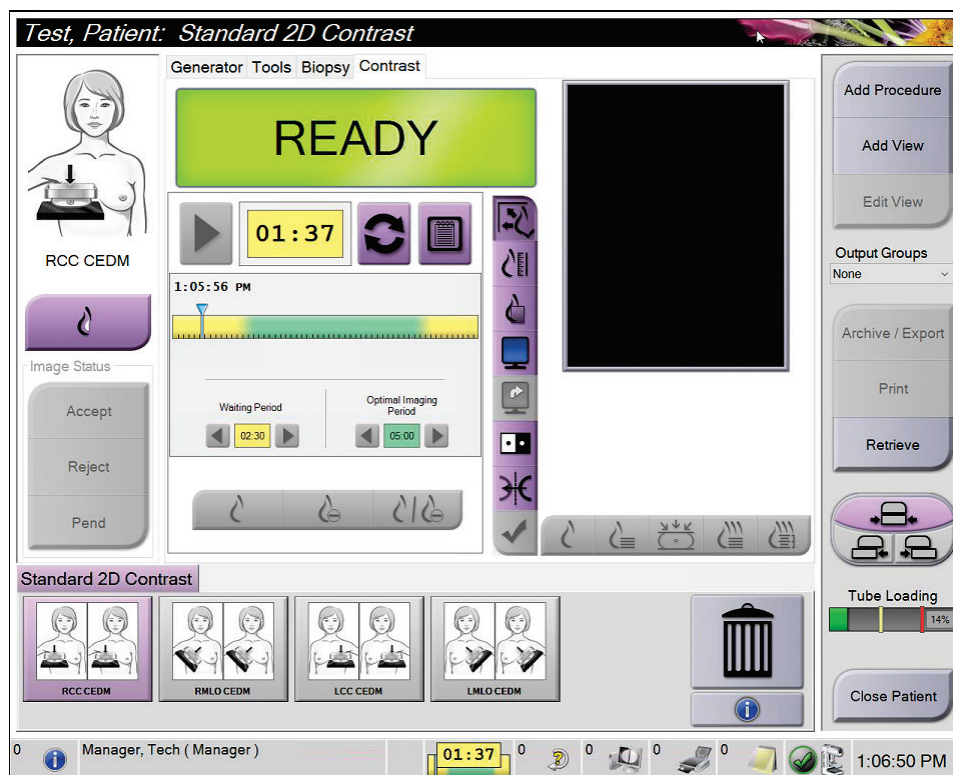 Test, Patient: Standard 2D Contrast
Generator Tools Biopsy Contrast
READY
RCC CEDM
01:37
1:05:56 PM
Waiting Period
Optimal Imaging
Period
02:30
05:00
Image Status
Accept
Reject
Pend
Add Procedure
Add View
Edit View
Output Groups
None
Archive / Export
Print
Retrieve
Tube Loading
14%
Close Patient
Standard 2D Contrast
RCC CEDM
RMLO CEDM
LCC CEDM
LMLO CEDM
0 Manager, Tech ( Manager ) 01:37 0 0 0 0 1:06:50 PM